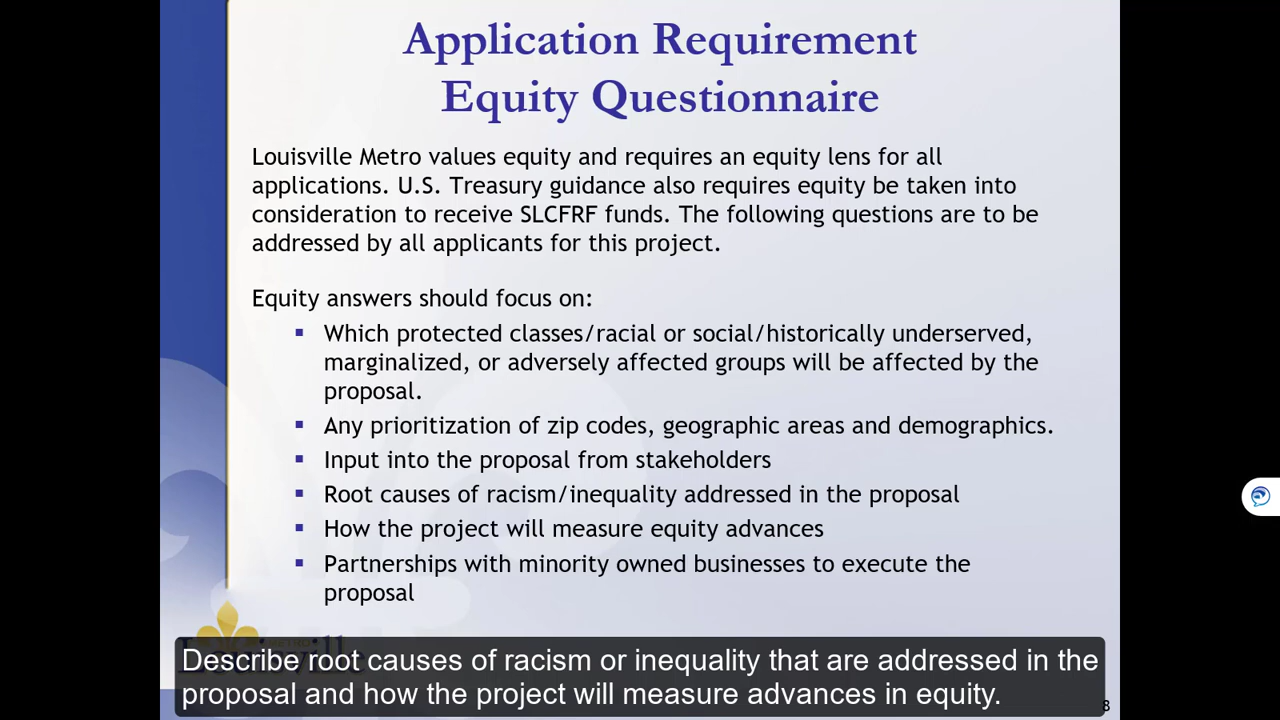 Application Requirement
Equity Questionnaire
Louisville Metro values equity and requires an equity lens for all
applications. U.S. Treasury guidance also requires equity be taken into
consideration to receive SLCFRF funds. The following questions are to be
addressed by all applicants for this project.
Equity answers should focus on:
▪ Which protected classes/racial or social/historically underserved,
marginalized, or adversely affected groups will be affected by the
proposal.
▪ Any prioritization of zip codes, geographic areas and demographics.
▪ Input into the proposal from stakeholders
▪ Root causes of racism/inequality addressed in the proposal
▪ How the project will measure equity advances
▪ Partnerships with minority owned businesses to execute the
proposal
Describe root causes of racism or inequality that are addressed in the
proposal and how the project will measure advances in equity.
8